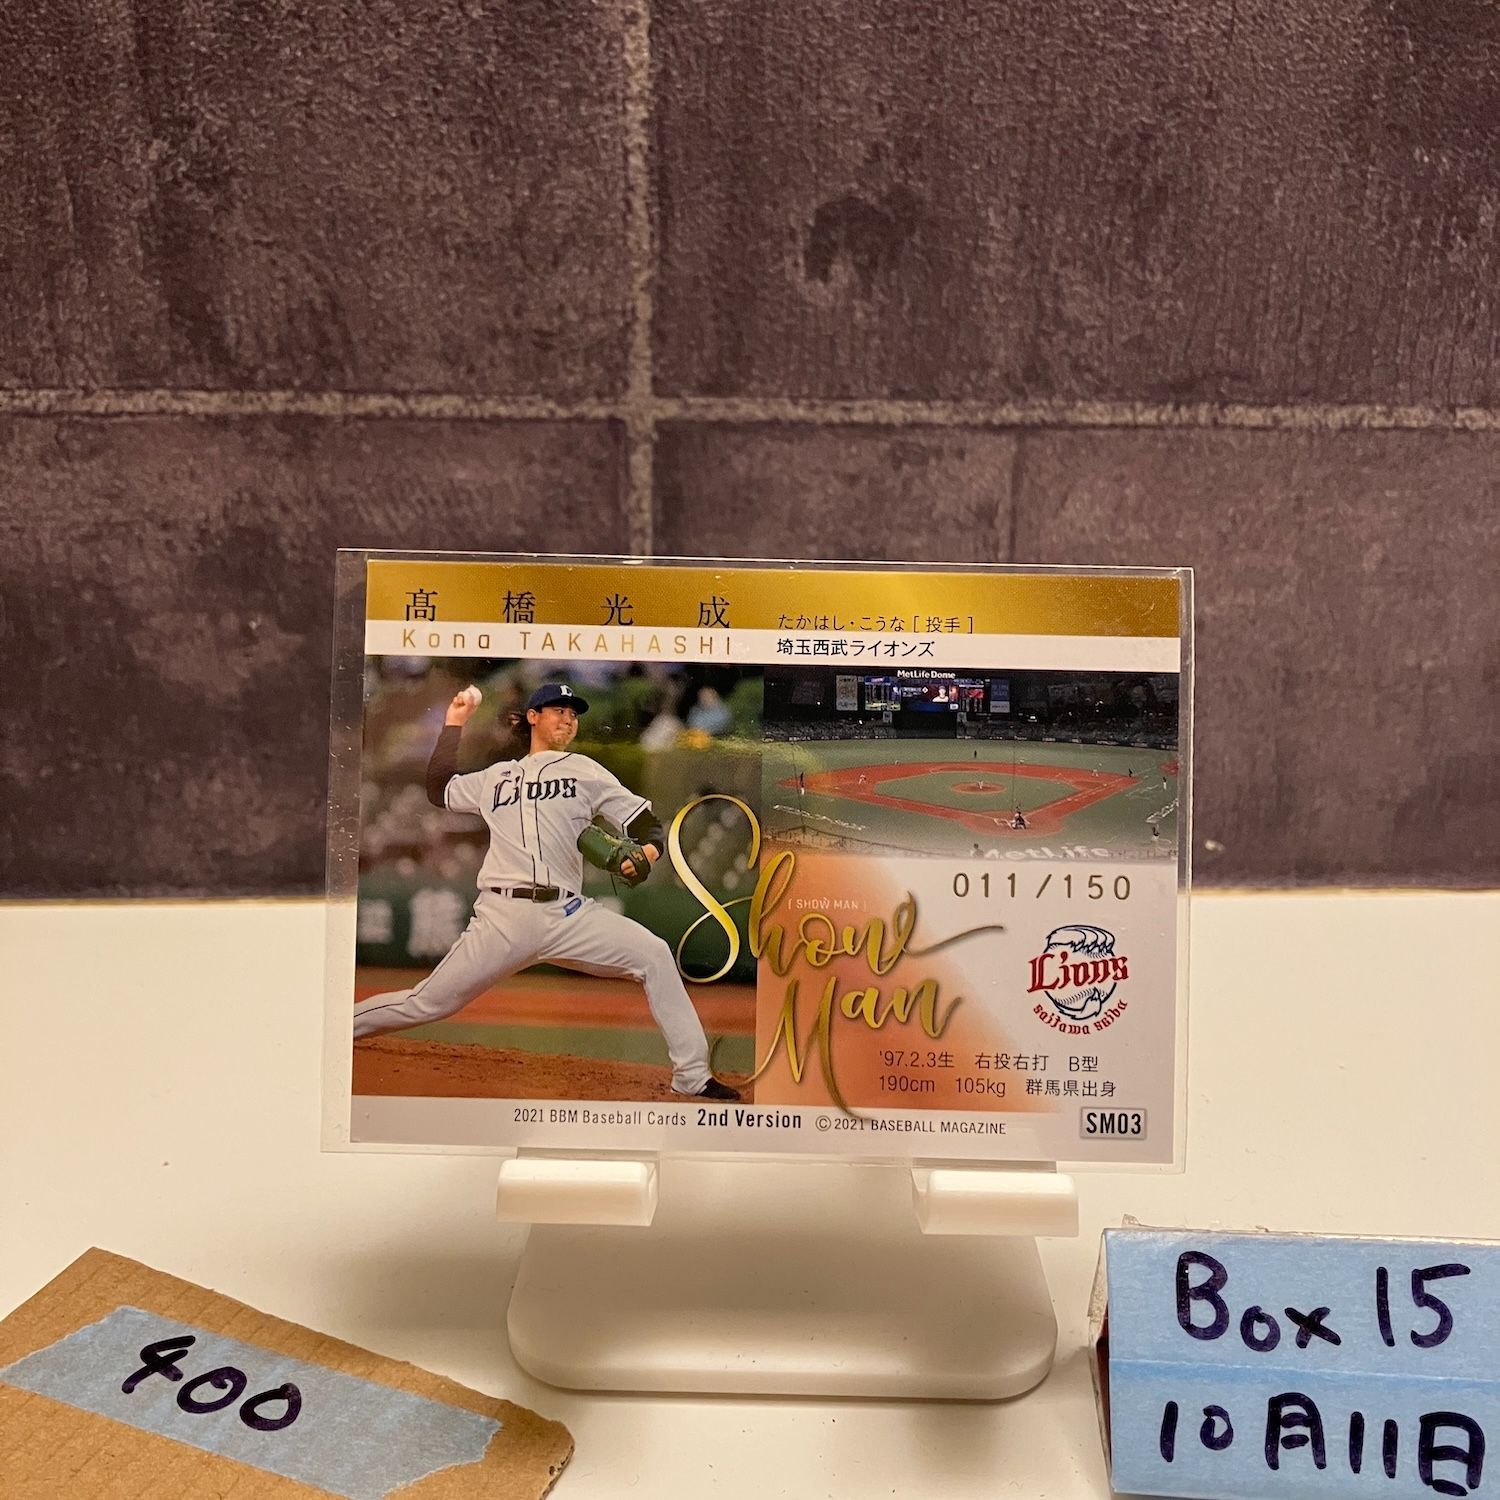 髙橋光成
たかはし・こうな [ 投手 ]
Kona TAKAHASHI
埼玉西武ライオンズ
MetLife Dome
L
Lions
MetLife
011/150
[ SHOW MAN ]
Show
Man
Lions
Saitama Seibu
'97.2.3生 右投右打 B型
190cm 105kg 群馬県出身
2021 BBM Baseball Cards 2nd Version ©2021 BASEBALL MAGAZINE
SM03
400
Box 15
10月11日